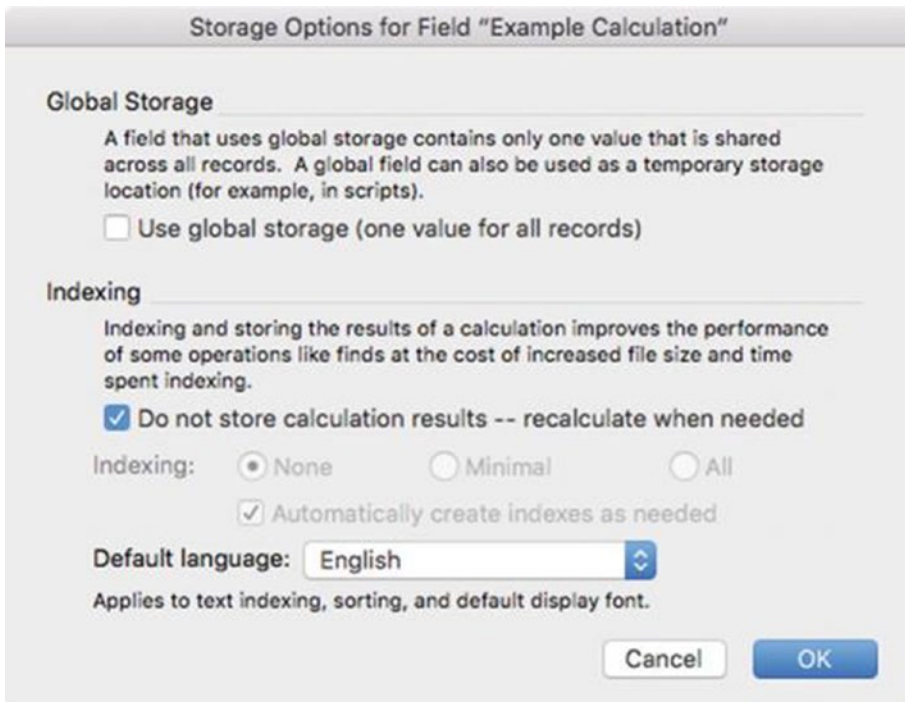 Storage Options for Field “Example Calculation”
Global Storage
A field that uses global storage contains only one value that is shared
across all records.  A global field can also be used as a temporary storage
location (for example, in scripts).
Use global storage (one value for all records)
Indexing
Indexing and storing the results of a calculation improves the performance
of some operations like finds at the cost of increased file size and time
spent indexing.
Do not store calculation results -- recalculate when needed
Indexing: None Minimal All
Automatically create indexes as needed
Default language: English
Applies to text indexing, sorting, and default display font.
Cancel OK